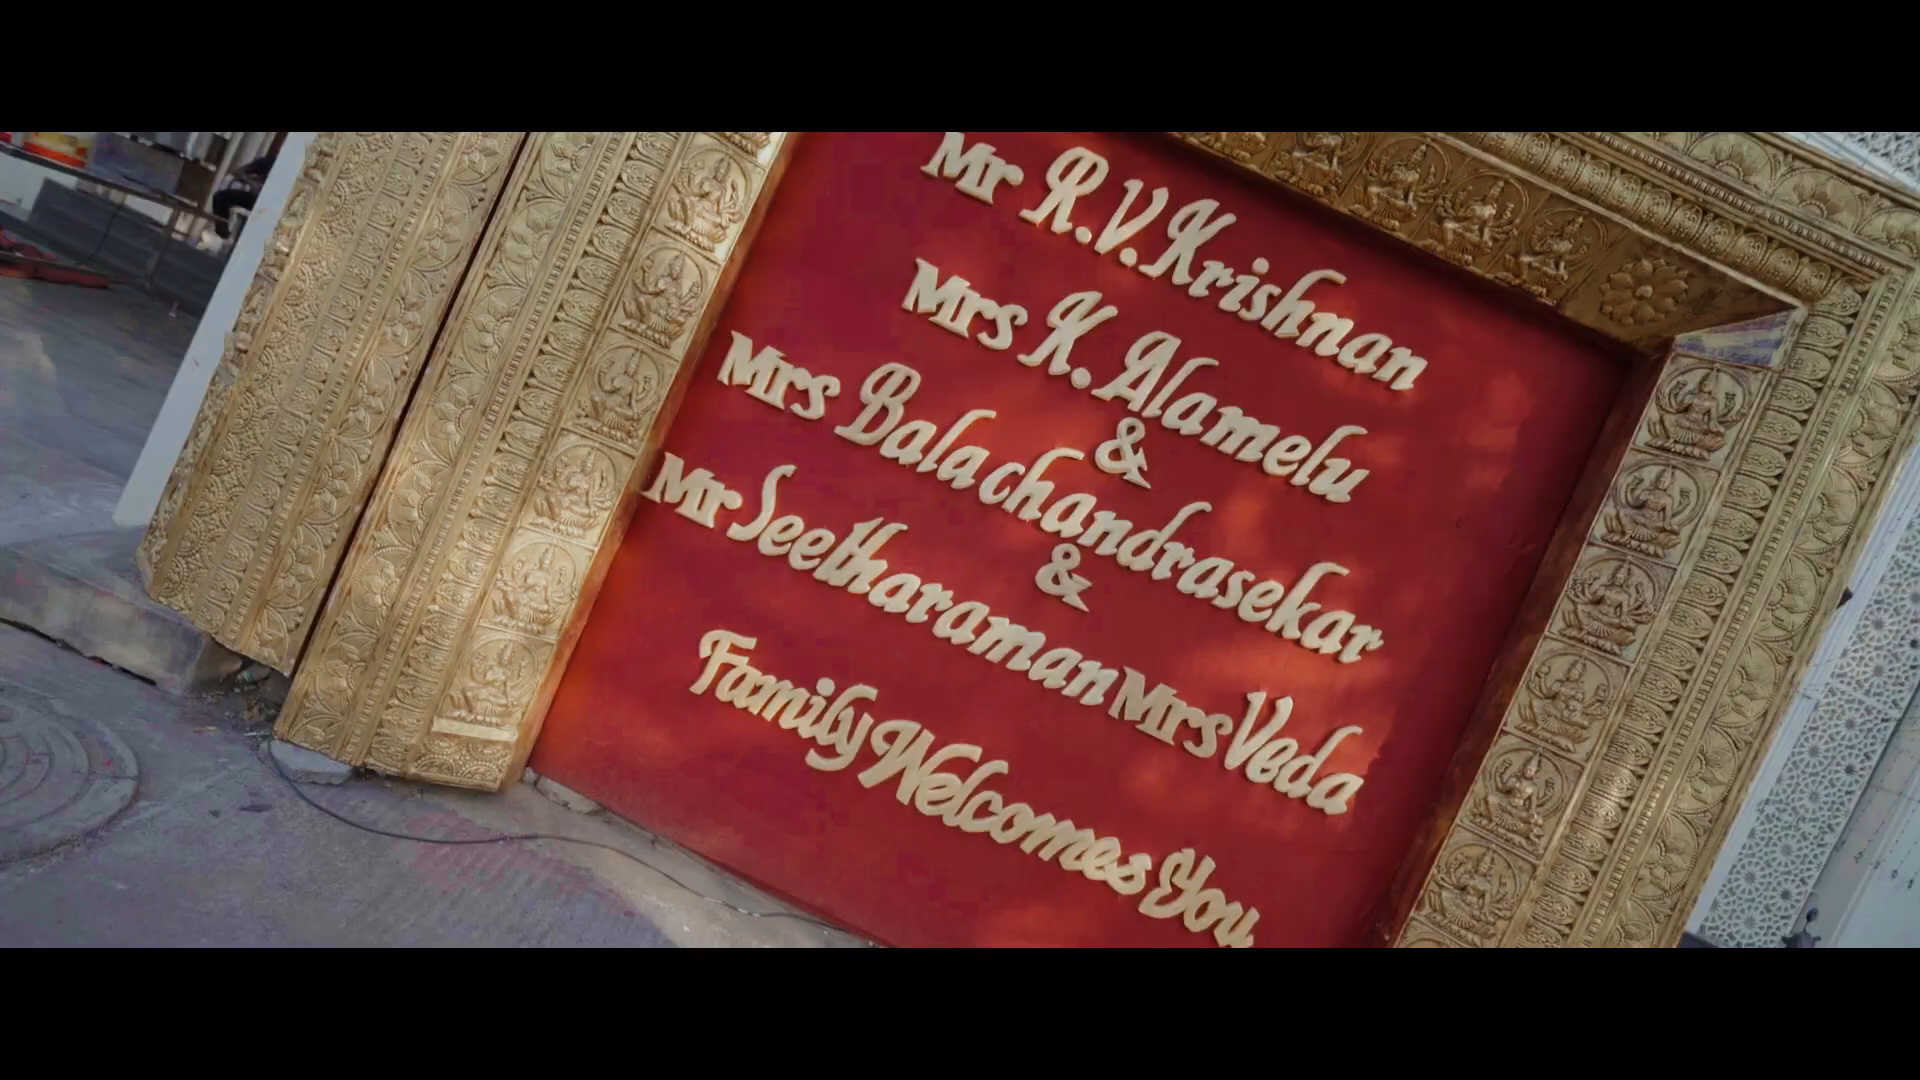 Mr R.V.Krishnan
Mrs K. Alamelu
&
Mrs Balachandrasekar
&
Mr Seetharaman Mrs Veda
Family Welcomes You